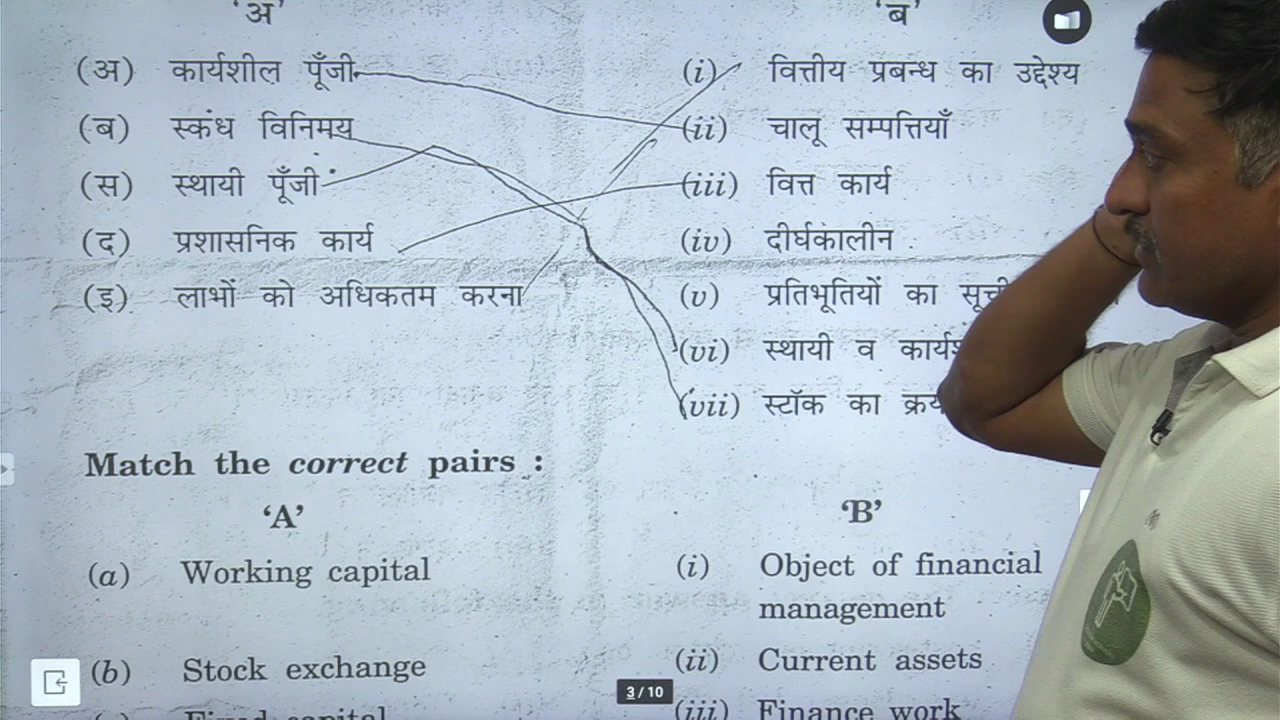 ‘अ’ ‘ब’
(अ) कार्यशील पूँजी (i) वित्तीय प्रबन्ध का उद्देश्य
(ब) स्कंध विनिमय (ii) चालू सम्पत्तियाँ
(स) स्थायी पूँजी (iii) वित्त कार्य
(द) प्रशासनिक कार्य (iv) दीर्घकालीन
(इ) लाभों को अधिकतम करना (v) प्रतिभूतियों का
(vi) स्थायी व
(vii) स्टॉक का
Match the correct pairs :
‘A’ ‘B’
(a) Working capital (i) Object of financial
management
(b) Stock exchange (ii) Current assets
Fixed capital (iii) Finance work
3/10